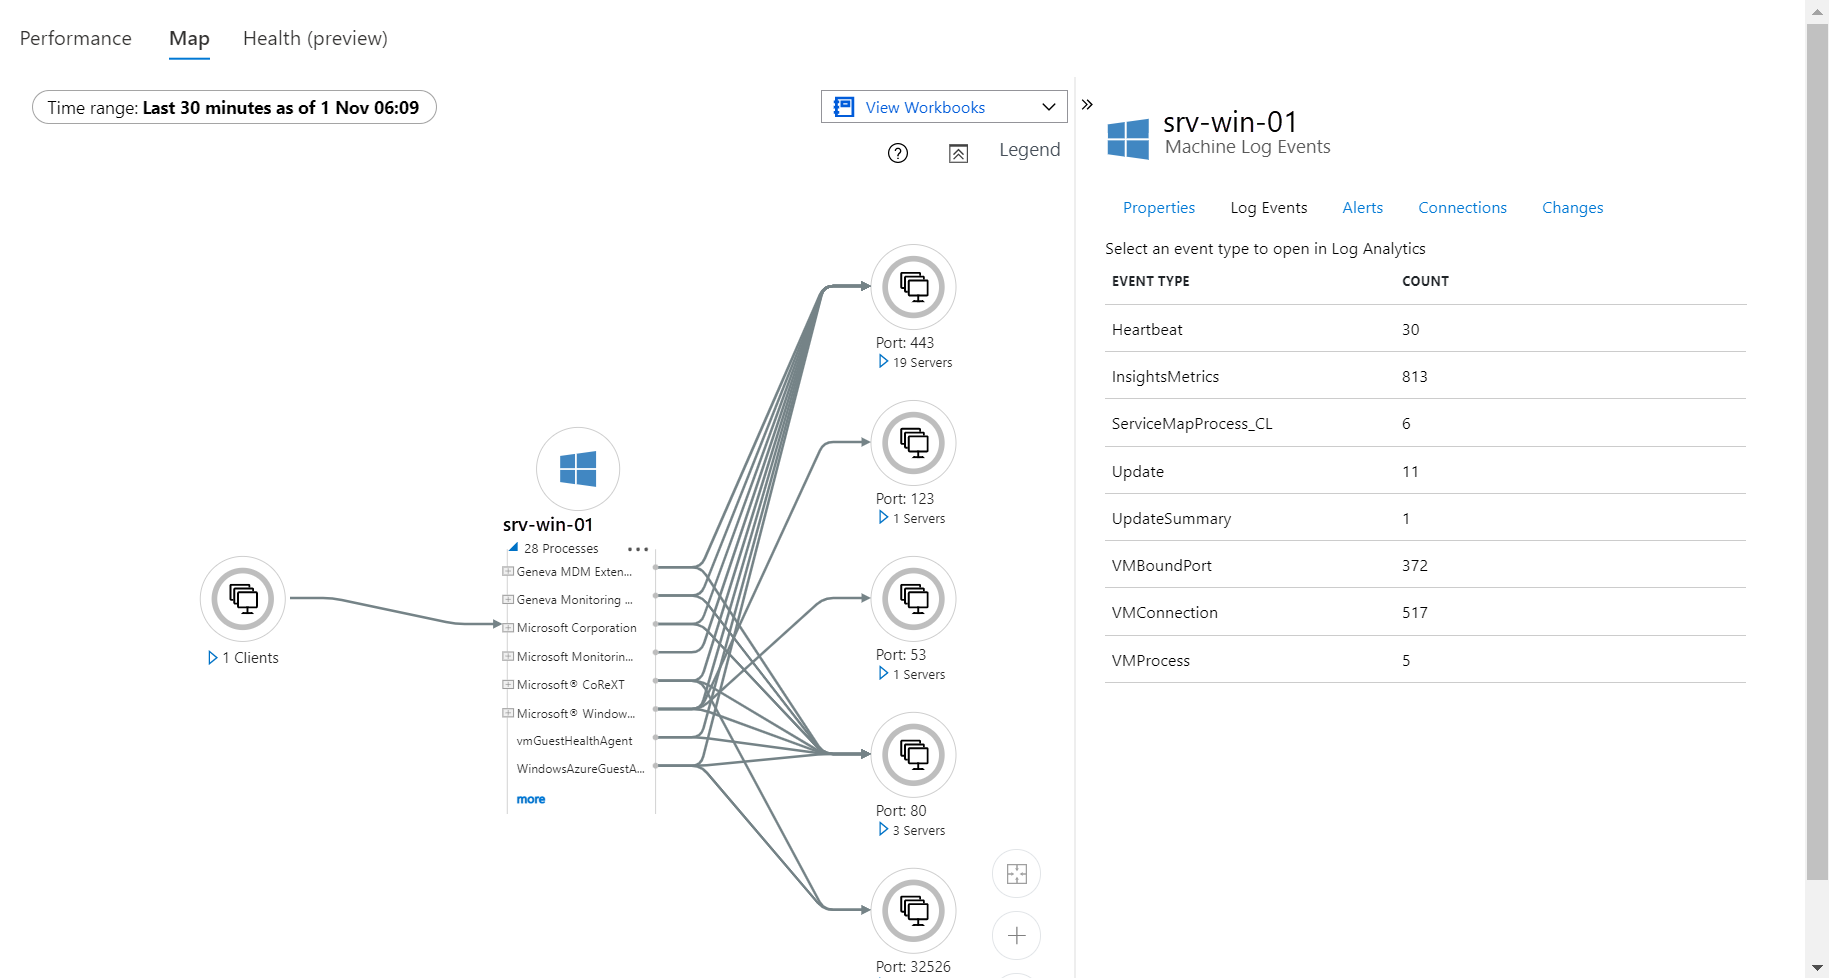 Performance Map Health (preview)
Time range: Last 30 minutes as of 1 Nov 06:09
View Workbooks
Legend
Port: 443
19 Servers
Port: 123
1 Servers
srv-win-01
28 Processes
Geneva MDM Exten...
Geneva Monitoring ...
Microsoft Corporation
Microsoft Monitorin...
Microsoft® CoReXT
Microsoft® Window...
vmGuestHealthAgent
WindowsAzureGuestA...
more
1 Clients
Port: 53
1 Servers
Port: 80
3 Servers
Port: 32526
srv-win-01
Machine Log Events
Properties Log Events Alerts Connections Changes
Select an event type to open in Log Analytics
EVENT TYPE COUNT
Heartbeat 30
InsightsMetrics 813
ServiceMapProcess_CL 6
Update 11
UpdateSummary 1
VMBoundPort 372
VMConnection 517
VMProcess 5